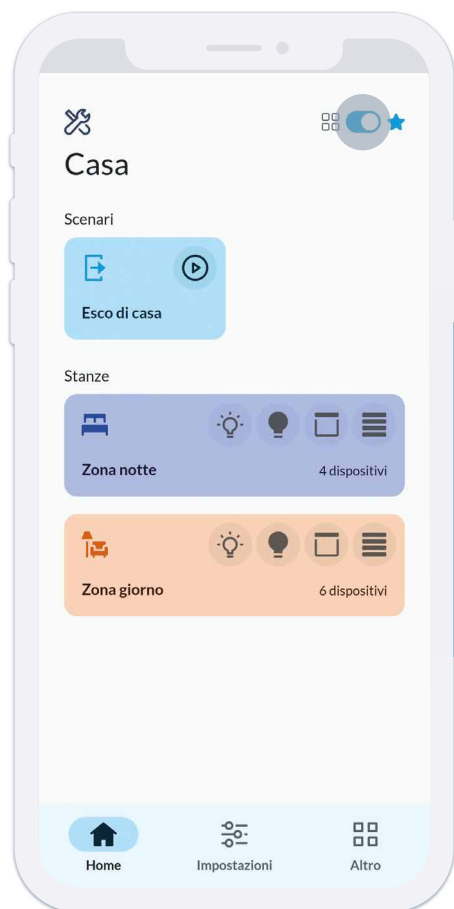 Casa
Scenari
Esco di casa
Stanze
Zona notte
4 dispositivi
Zona giorno
6 dispositivi
Home
Impostazioni
Altro